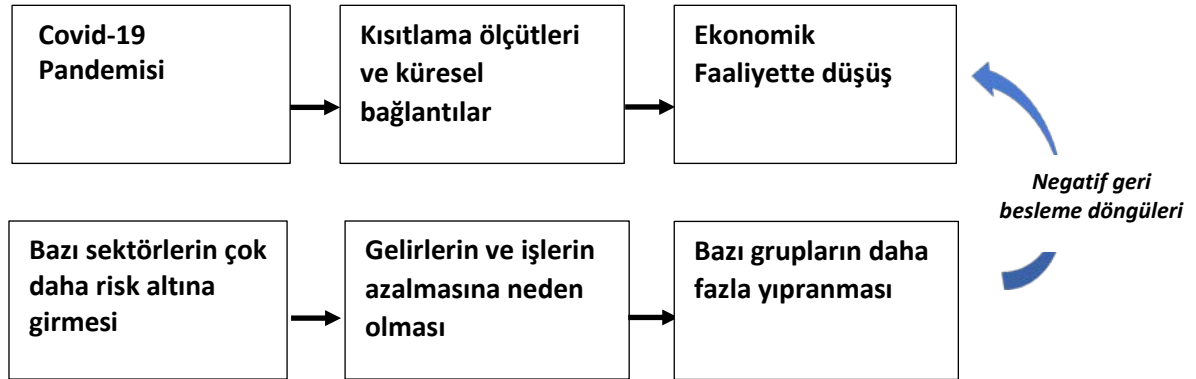 Covid-19
Pandemisi
Kısıtlama ölçütleri
ve küresel
bağlantılar
Ekonomik
Faaliyette düşüş
Negatif geri
besleme döngüleri
Bazı sektörlerin çok
daha risk altına
girmesi
Gelirlerin ve işlerin
azalmasına neden
olması
Bazı grupların daha
fazla yıpranması